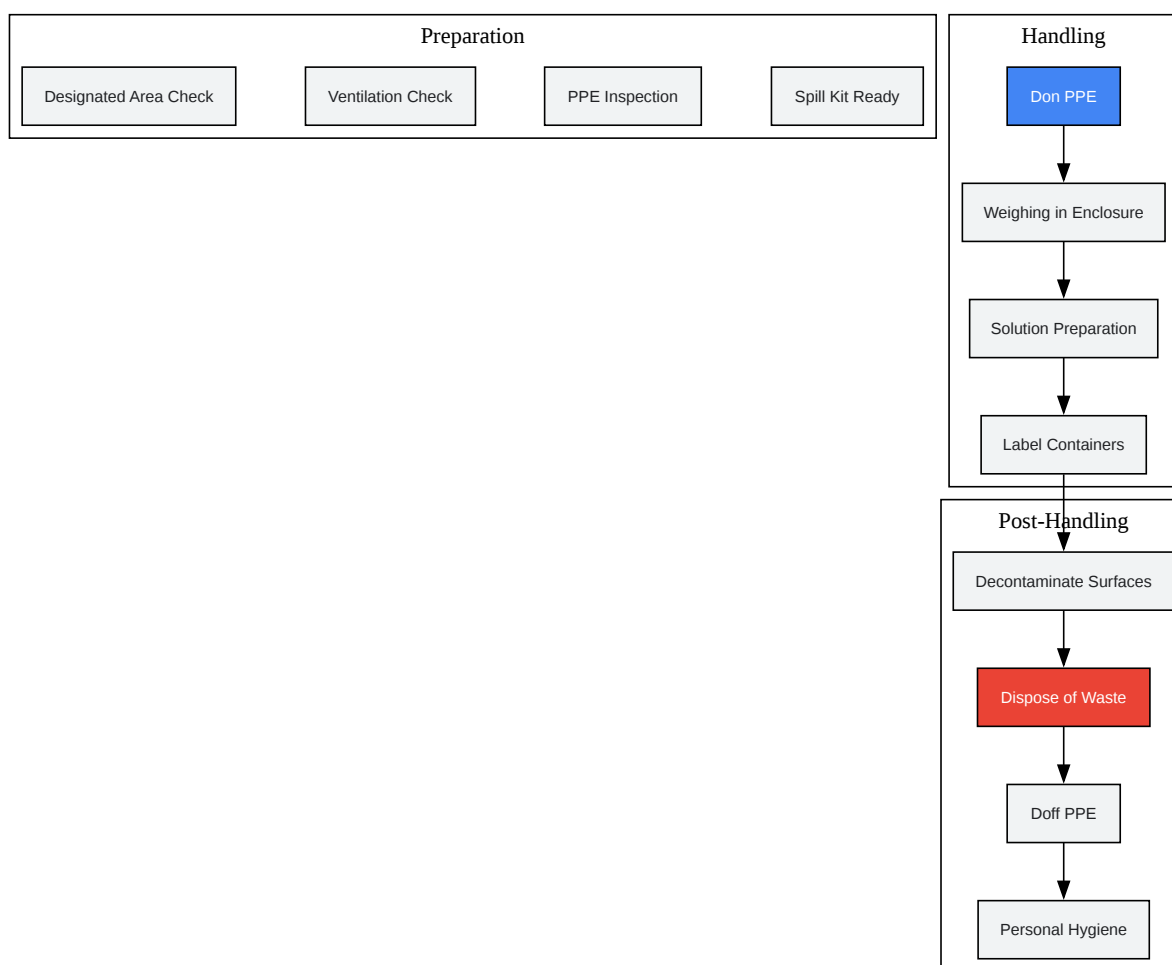 Preparation
Designated Area Check
Ventilation Check
PPE Inspection
Spill Kit Ready
Handling
Don PPE
Weighing in Enclosure
Solution Preparation
Label Containers
Post-Handling
Decontaminate Surfaces
Dispose of Waste
Doff PPE
Personal Hygiene